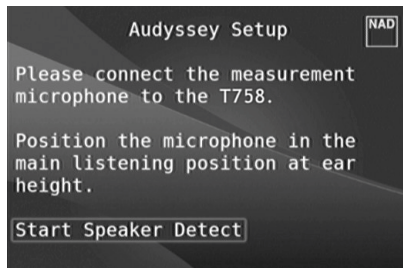 Audyssey Setup
NAD
Please connect the measurement
microphone to the T758.
Position the microphone in the
main listening position at ear
height.
Start Speaker Detect